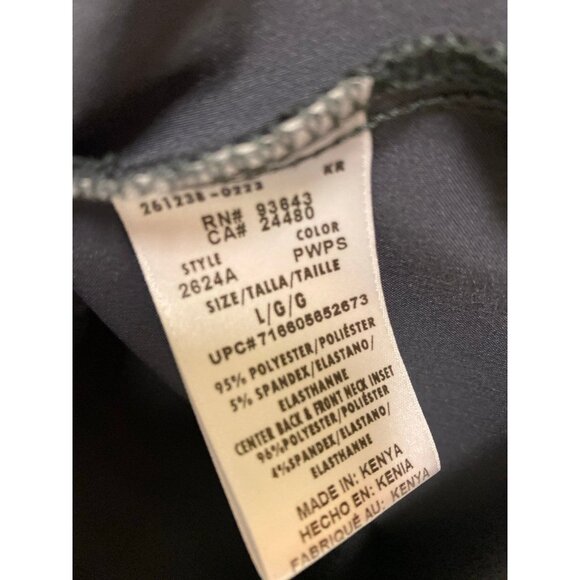 261238-0223 KR
RN# 93643
CA# 24480
STYLE COLOR
2624A PWPS
SIZE/TALLA/TAILLE
L/G/G
UPC#716605652673
95% POLYESTER/POLIÉSTER
5% SPANDEX/ELASTANO/
ELASTHANNE
CENTER BACK & FRONT NECK INSET
96%POLYESTER/POLIÉSTER
4%SPANDEX/ELASTANO/
ELASTHANNE
MADE IN: KENYA
HECHO EN: KENIA
FABRIQUÉ AU: KENYA